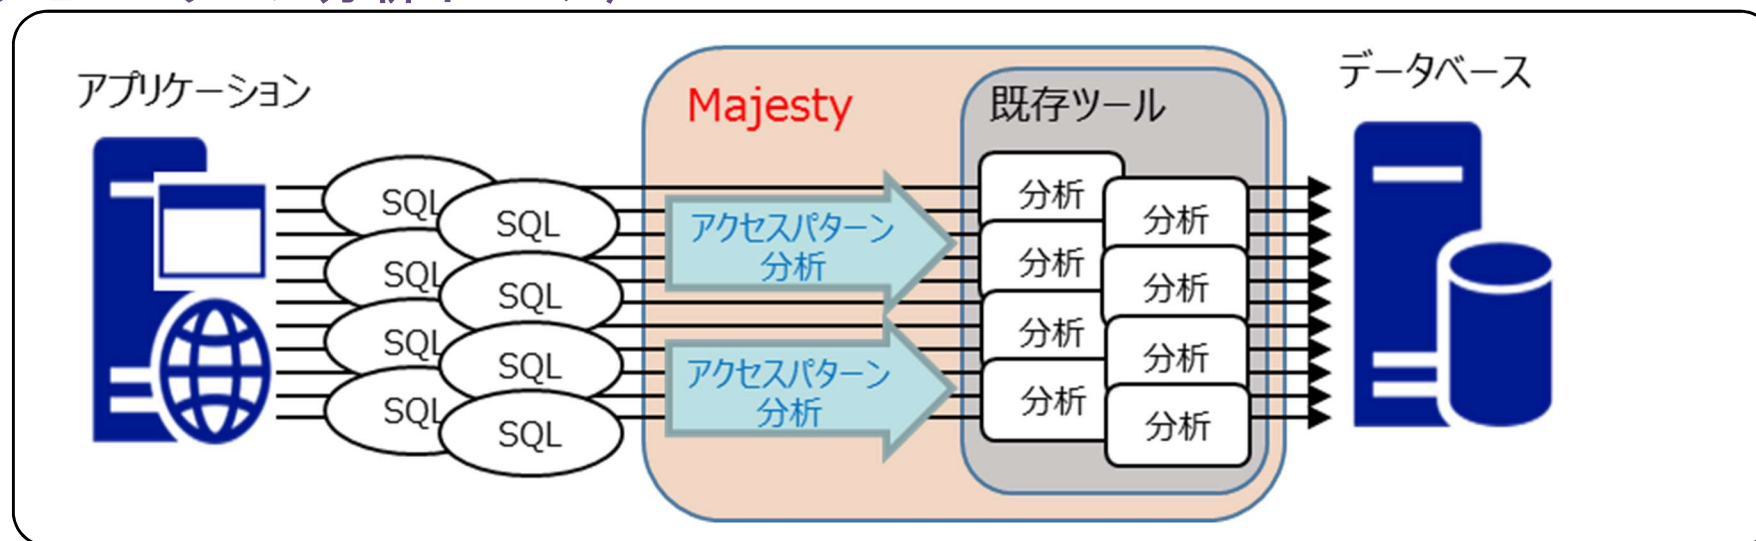 アプリケーション
データベース
Majesty
既存ツール
SQL
SQL
SQL
SQL
SQL
SQL
SQL
SQL
アクセスパターン
分析
アクセスパターン
分析
分析
分析
分析
分析
分析
分析
分析
分析